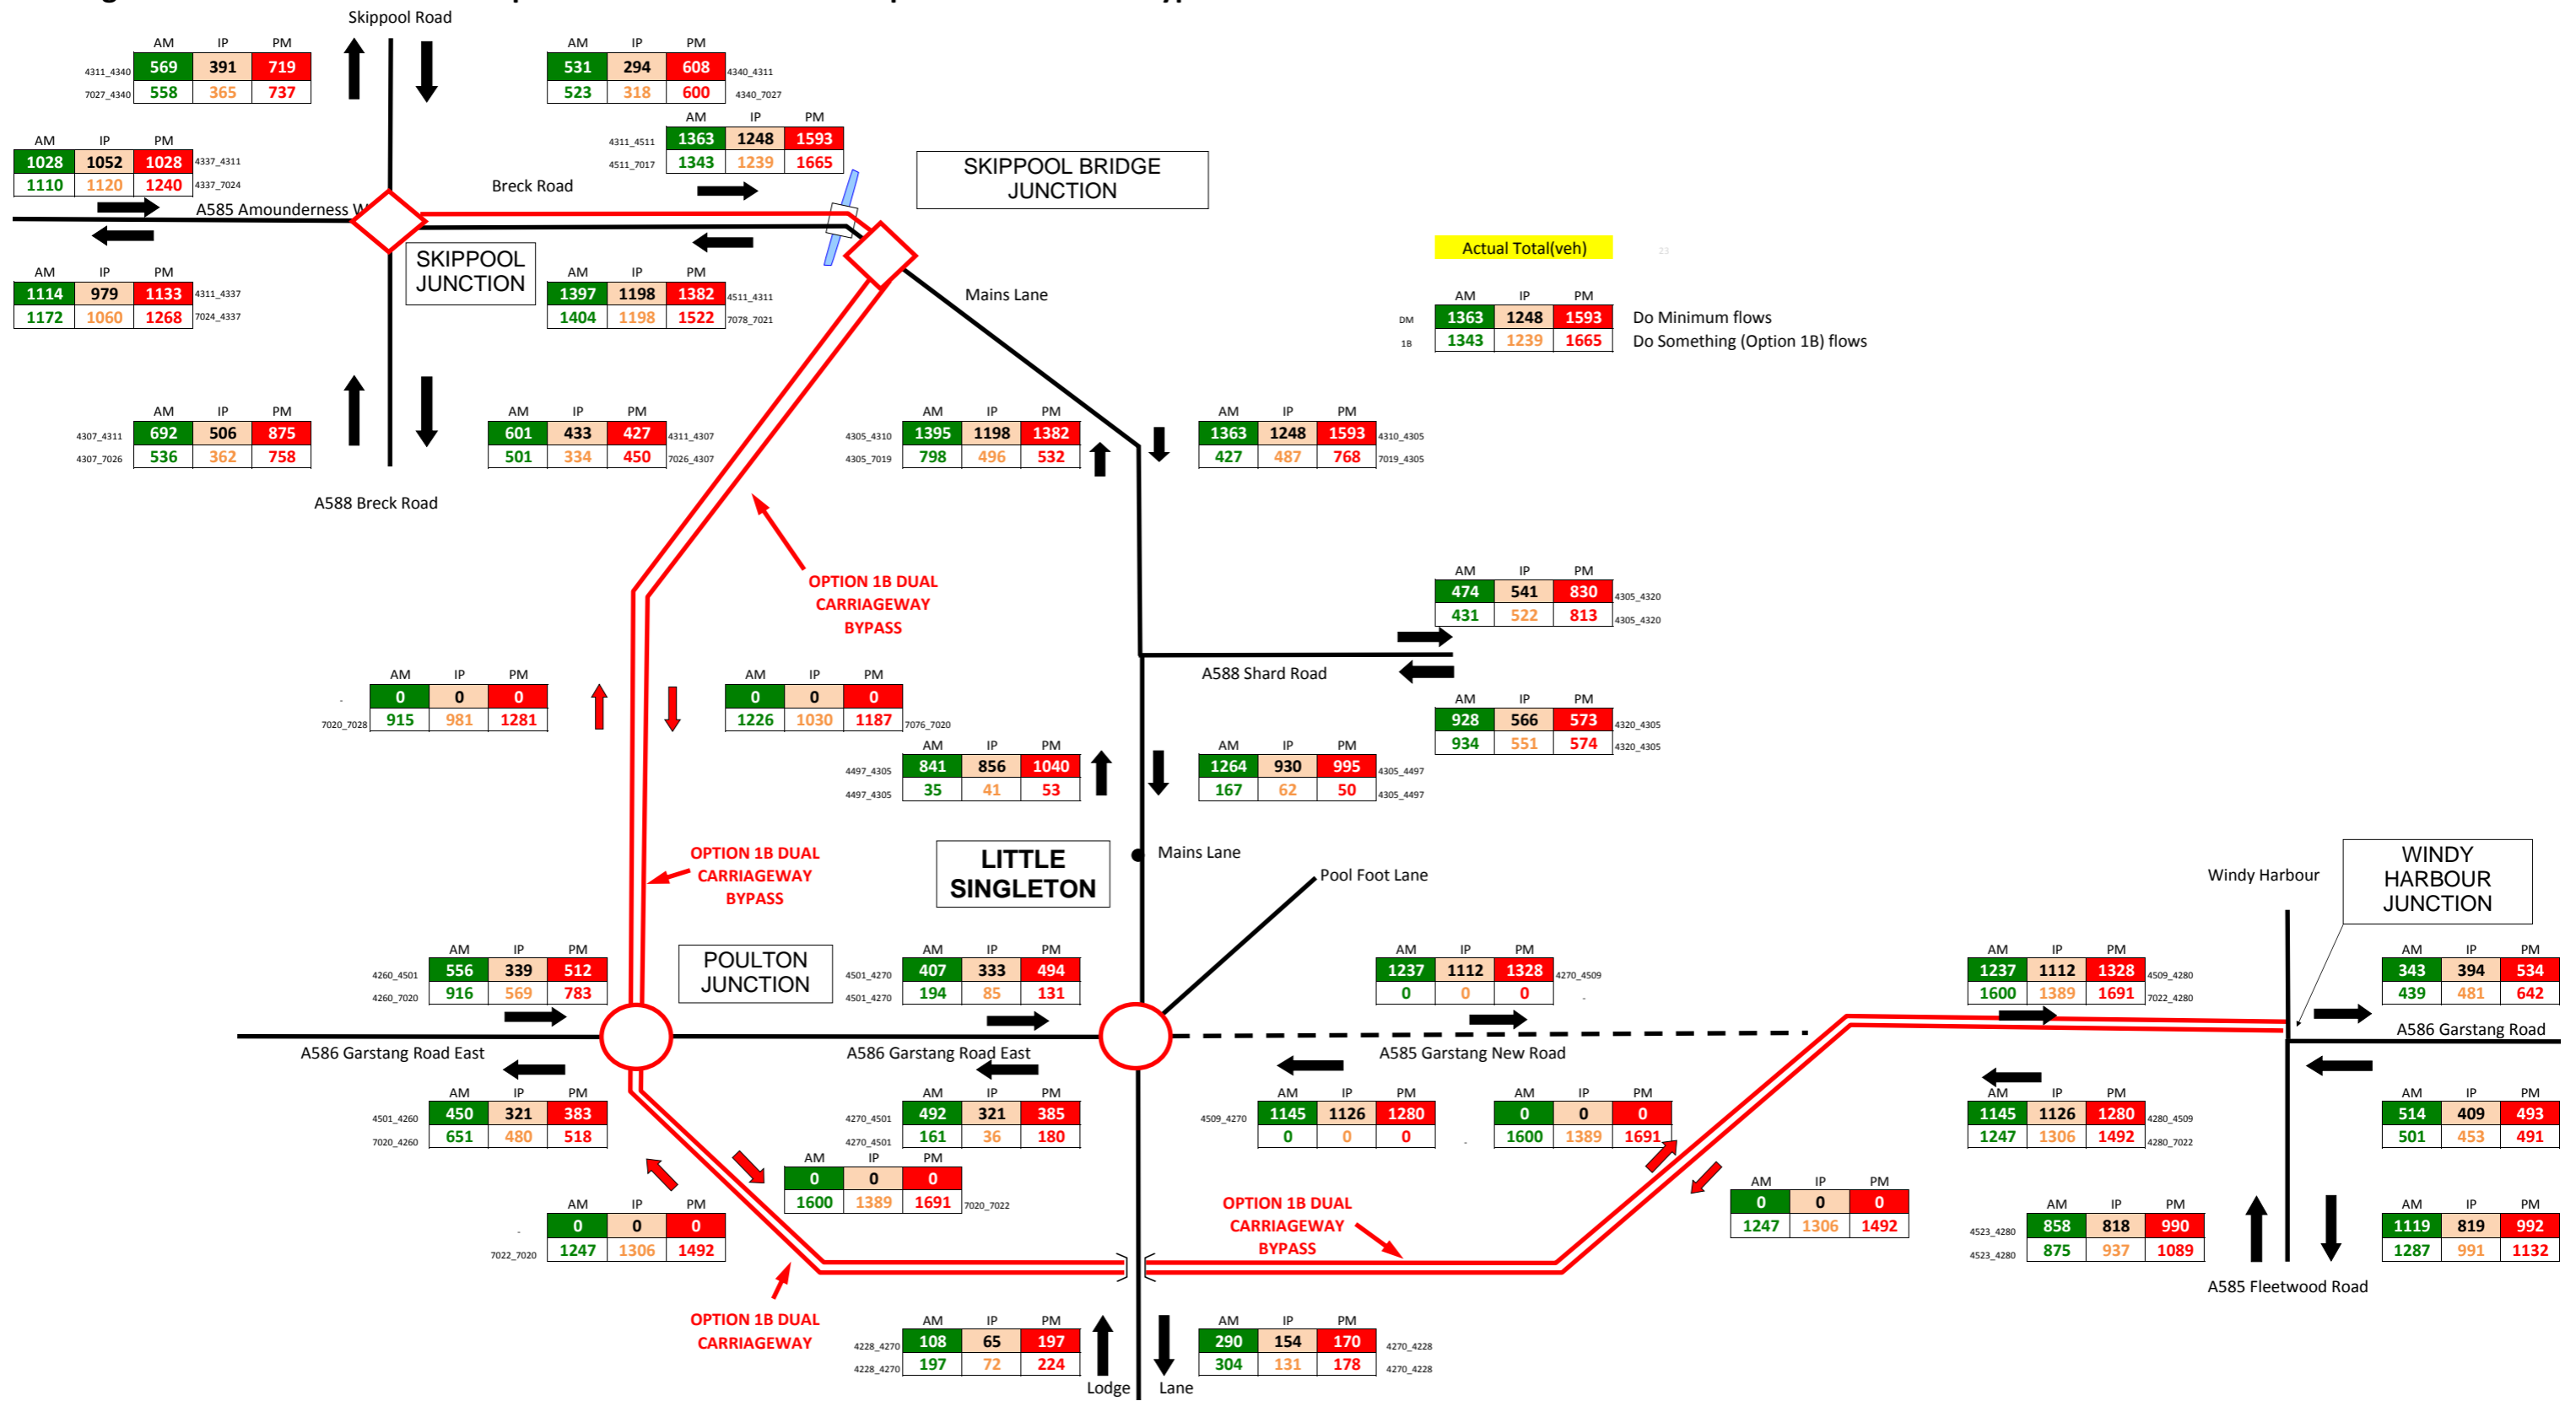 Skippool Road
AM IP PM
4311_4340 569 391 719
7027_4340 558 365 737
AM IP PM
531 294 608 4340_4311
523 318 600 4340_7027
AM IP PM
4311_4511 1363 1248 1593
4511_7017 1343 1239 1665
AM IP PM
1028 1052 1028 4337_4311
1110 1120 1240 4337_7024
SKIPPOOL BRIDGE
JUNCTION
Breck Road
A585 Amounderness W
SKIPPOOL
JUNCTION
AM IP PM
1114 979 1133 4311_4337
1172 1060 1268 7024_4337
AM IP PM
1397 1198 1382 4511_4311
1404 1198 1522 7078_7021
Mains Lane
Actual Total(veh) 23
AM IP PM
DM 1363 1248 1593 Do Minimum flows
1B 1343 1239 1665 Do Something (Option 1B) flows
AM IP PM
4307_4311 692 506 875
4307_7026 536 362 758
AM IP PM
601 433 427 4311_4307
501 334 450 7026_4307
AM IP PM
4305_4310 1395 1198 1382
4305_7019 798 496 532
AM IP PM
1363 1248 1593 4310_4305
427 487 768 7019_4305
A588 Breck Road
OPTION 1B DUAL
CARRIAGEWAY
BYPASS
AM IP PM
474 541 830 4305_4320
431 522 813 4305_4320
A588 Shard Road
AM IP PM
928 566 573 4320_4305
934 551 574 4320_4305
AM IP PM
- 0 0 0
7020_7028 915 981 1281
AM IP PM
0 0 0
1226 1030 1187 7076_7020
AM IP PM
4497_4305 841 856 1040
4497_4305 35 41 53
AM IP PM
1264 930 995 4305_4497
167 62 50 4305_4497
OPTION 1B DUAL
CARRIAGEWAY
BYPASS
LITTLE
SINGLETON
Mains Lane
Pool Foot Lane
Windy Harbour
WINDY
HARBOUR
JUNCTION
AM IP PM
4260_4501 556 339 512
4260_7020 916 569 783
POULTON
JUNCTION
AM IP PM
4501_4270 407 333 494
4501_4270 194 85 131
AM IP PM
1237 1112 1328 4270_4509
0 0 0 -
AM IP PM
1237 1112 1328 4509_4280
1600 1389 1691 7022_4280
AM IP PM
343 394 534
439 481 642
A586 Garstang Road East
A586 Garstang Road East
A585 Garstang New Road
A586 Garstang Road
AM IP PM
4501_4260 450 321 383
7020_4260 651 480 518
AM IP PM
4270_4501 492 321 385
4270_4501 161 36 180
AM IP PM
4509_4270 1145 1126 1280
0 0 0
AM IP PM
0 0 0
- 1600 1389 1691
AM IP PM
1145 1126 1280 4280_4509
1247 1306 1492 4280_7022
AM IP PM
514 409 493
501 453 491
AM IP PM
0 0 0
1600 1389 1691 7020_7022
AM IP PM
- 0 0 0
7022_7020 1247 1306 1492
OPTION 1B DUAL
CARRIAGEWAY
BYPASS
AM IP PM
0 0 0
1247 1306 1492
AM IP PM
4523_4280 858 818 990
4523_4280 875 937 1089
AM IP PM
1119 819 992
1287 991 1132
A585 Fleetwood Road
OPTION 1B DUAL
CARRIAGEWAY
AM IP PM
4228_4270 108 65 197
4228_4270 197 72 224
AM IP PM
290 154 170 4270_4228
304 131 178 4270_4228
Lodge Lane